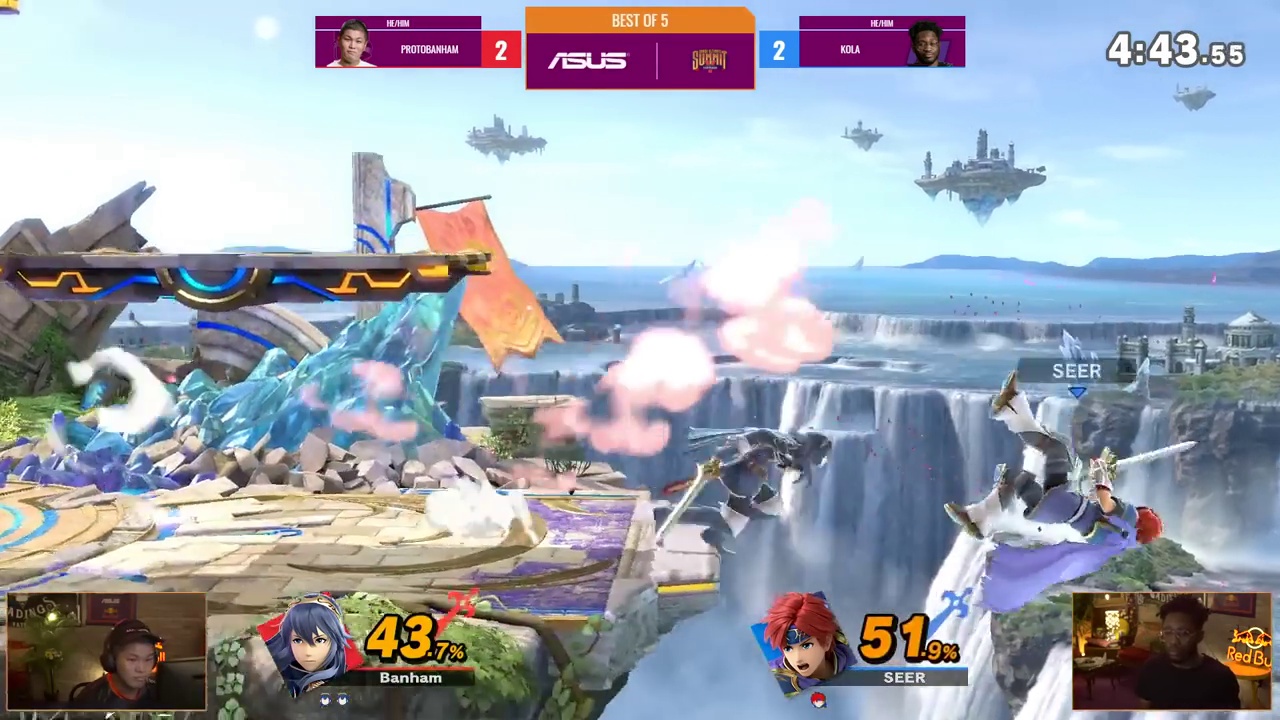 HE/HIM
PROTOBANHAM
2
BEST OF 5
ASUS
SUMMIT
2
HE/HIM
KOLA
4:43.55
SEER
43.7%
Banham
51.9%
SEER
Red Bu